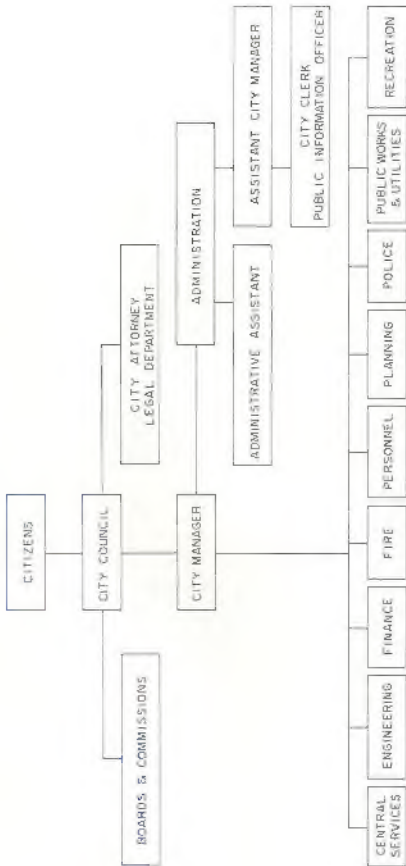 CITIZENS
CITY COUNCIL
BOARDS & COMMISSIONS
CITY ATTORNEY
LEGAL DEPARTMENT
CITY MANAGER
ADMINISTRATION
ADMINISTRATIVE ASSISTANT
ASSISTANT CITY MANAGER
CITY CLERK
PUBLIC INFORMATION OFFICER
CENTRAL
SERVICES
ENGINEERING
FINANCE
FIRE
PERSONNEL
PLANNING
POLICE
PUBLIC WORKS
& UTILITIES
RECREATION